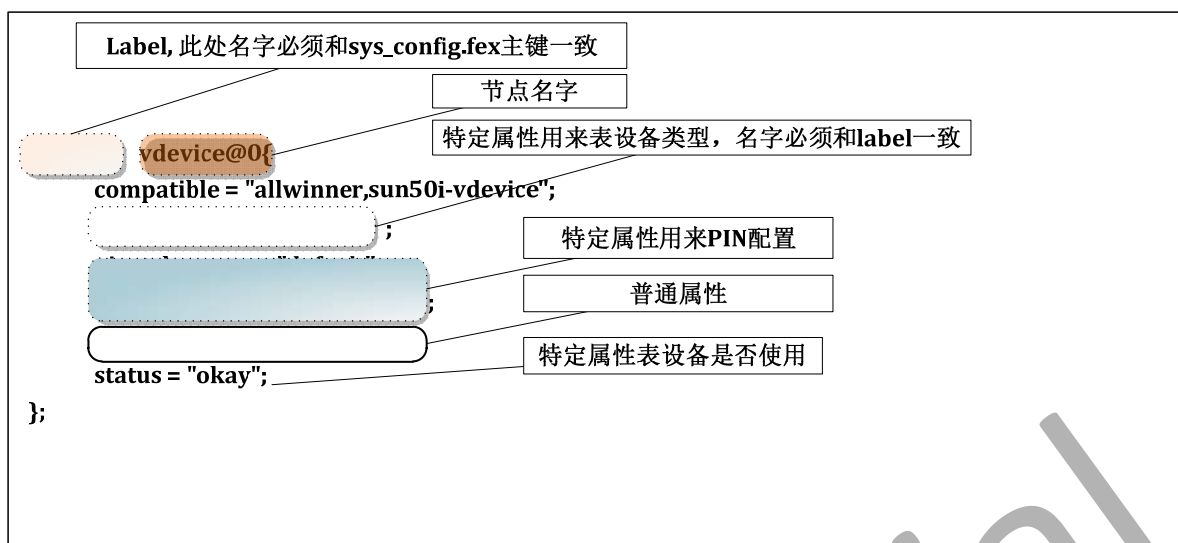 Label, 此处名字必须和sys_config.fex主键一致
节点名字
特定属性用来表设备类型，名字必须和label一致
vdevice@0{
compatible = "allwinner,sun50i-vdevice";
;
特定属性用来PIN配置
;
普通属性
特定属性表设备是否使用
status = "okay";
};